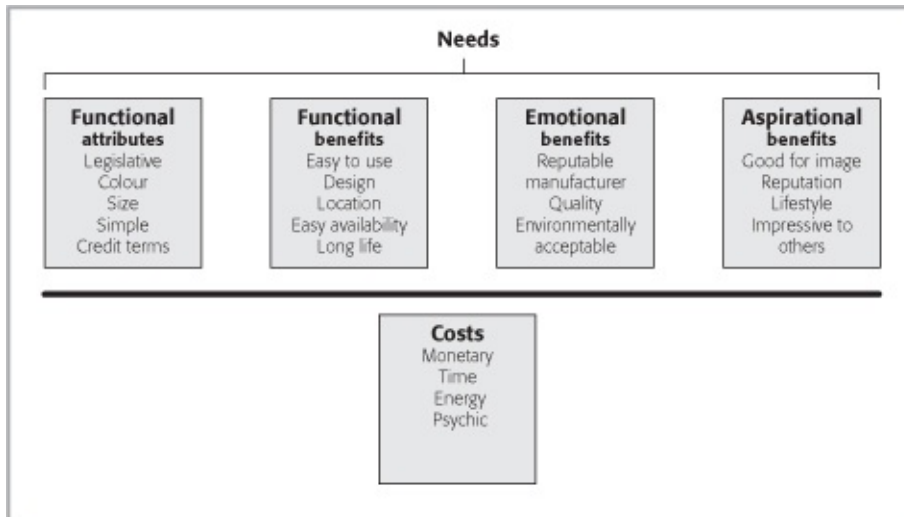 Needs
Functional
attributes
Legislative
Colour
Size
Simple
Credit terms
Functional
benefits
Easy to use
Design
Location
Easy availability
Long life
Emotional
benefits
Reputable
manufacturer
Quality
Environmentally
acceptable
Aspirational
benefits
Good for image
Reputation
Lifestyle
Impressive to
others
Costs
Monetary
Time
Energy
Psychic